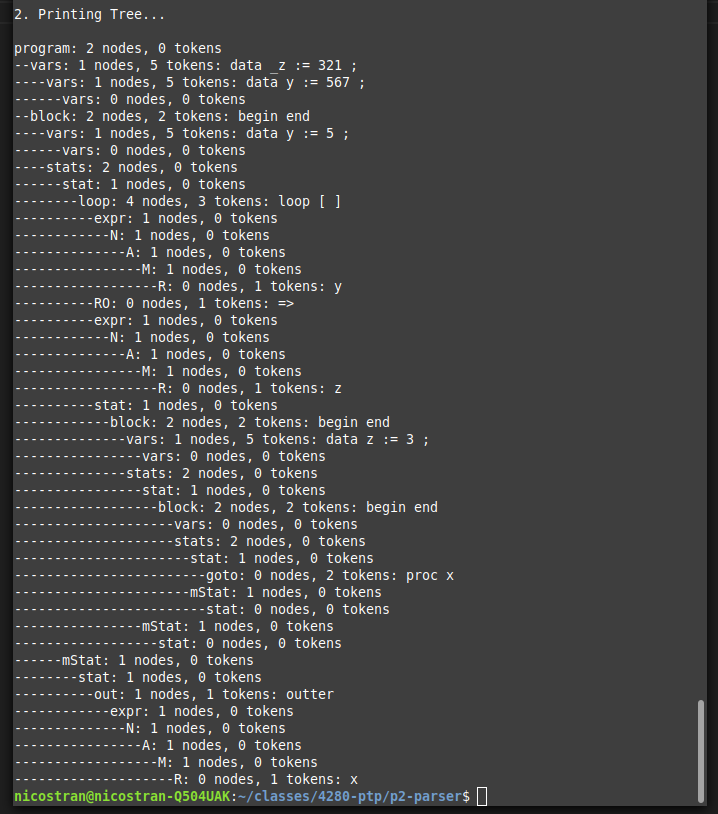 2. Printing Tree...
program: 2 nodes, 0 tokens
--vars: 1 nodes, 5 tokens: data _z := 321 ;
----vars: 1 nodes, 5 tokens: data y := 567 ;
------vars: 0 nodes, 0 tokens
--block: 2 nodes, 2 tokens: begin end
----vars: 1 nodes, 5 tokens: data y := 5 ;
------vars: 0 nodes, 0 tokens
----stats: 2 nodes, 0 tokens
------stat: 1 nodes, 0 tokens
--------loop: 4 nodes, 3 tokens: loop [ ]
----------expr: 1 nodes, 0 tokens
------------N: 1 nodes, 0 tokens
--------------A: 1 nodes, 0 tokens
----------------M: 1 nodes, 0 tokens
------------------R: 0 nodes, 1 tokens: y
----------RO: 0 nodes, 1 tokens: =>
----------expr: 1 nodes, 0 tokens
------------N: 1 nodes, 0 tokens
--------------A: 1 nodes, 0 tokens
----------------M: 1 nodes, 0 tokens
------------------R: 0 nodes, 1 tokens: z
----------stat: 1 nodes, 0 tokens
------------block: 2 nodes, 2 tokens: begin end
--------------vars: 1 nodes, 5 tokens: data z := 3 ;
----------------vars: 0 nodes, 0 tokens
--------------stats: 2 nodes, 0 tokens
----------------stat: 1 nodes, 0 tokens
------------------block: 2 nodes, 2 tokens: begin end
--------------------vars: 0 nodes, 0 tokens
--------------------stats: 2 nodes, 0 tokens
----------------------stat: 1 nodes, 0 tokens
------------------------goto: 0 nodes, 2 tokens: proc x
----------------------mStat: 1 nodes, 0 tokens
------------------------stat: 0 nodes, 0 tokens
----------------mStat: 1 nodes, 0 tokens
------------------stat: 0 nodes, 0 tokens
------mStat: 1 nodes, 0 tokens
--------stat: 1 nodes, 0 tokens
----------out: 1 nodes, 1 tokens: outter
------------expr: 1 nodes, 0 tokens
--------------N: 1 nodes, 0 tokens
----------------A: 1 nodes, 0 tokens
------------------M: 1 nodes, 0 tokens
--------------------R: 0 nodes, 1 tokens: x
nicostran@nicostran-Q504UAK:~/classes/4280-ptp/p2-parser$